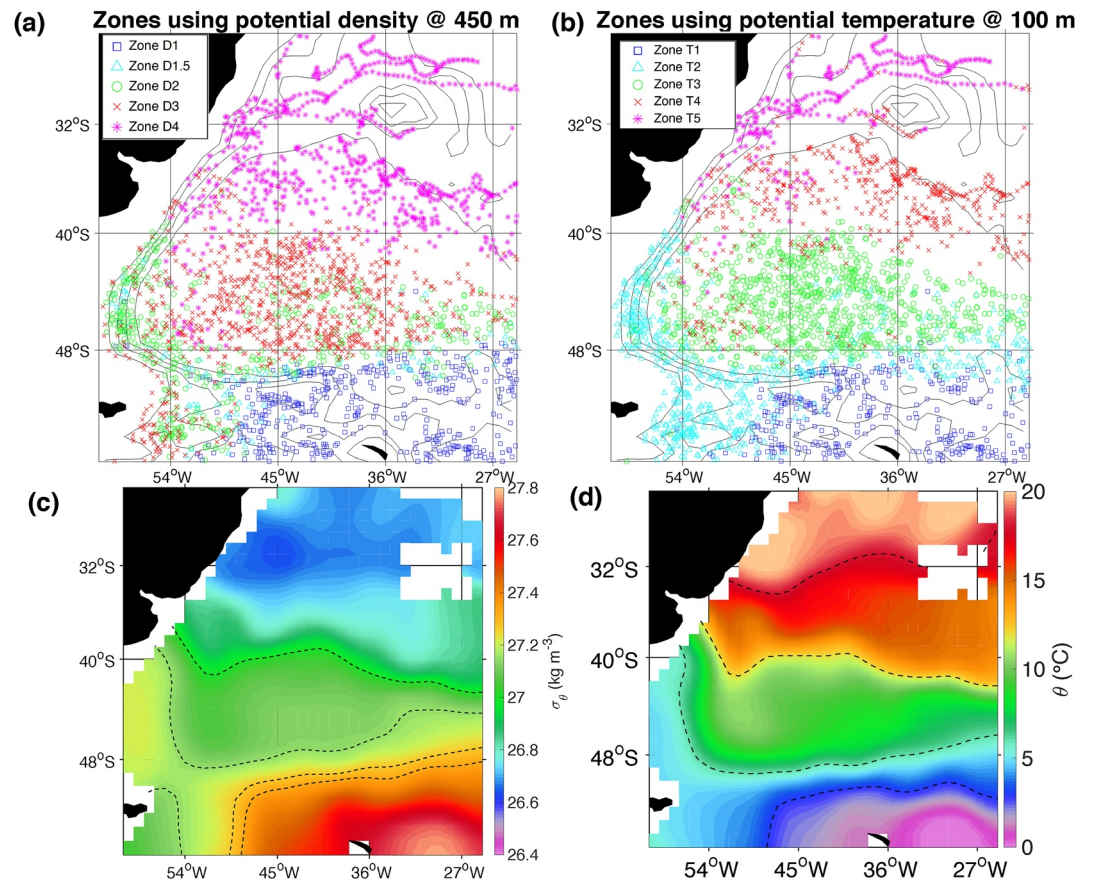 (a)
Zones using potential density @ 450 m
Zone D1
Zone D1.5
Zone D2
Zone D3
Zone D4
32°S
40°S
48°S
54°W
45°W
36°W
27°W
(b)
Zones using potential temperature @ 100 m
Zone T1
Zone T2
Zone T3
Zone T4
Zone T5
32°S
40°S
48°S
54°W
45°W
36°W
27°W
(c)
32°S
40°S
48°S
54°W
45°W
36°W
27°W
27.8
27.6
27.4
27.2
27
26.8
26.6
26.4
σθ (kg m-3)
(d)
32°S
40°S
48°S
54°W
45°W
36°W
27°W
20
15
10
5
0
θ (°C)